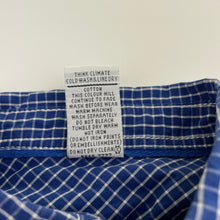 THINK CLIMATE
COLD WASH & LINE DRY
COTTON
THIS COLOUR WILL
CONTINUE TO FADE
WASH BEFORE WEAR
WARM MACHINE
WASH SEPARATELY
DO NOT BLEACH
TUMBLE DRY WARM
HOT IRON
(DO NOT IRON PRINTS
OR EMBELLISHMENTS)
DO NOT DRY CLEAN